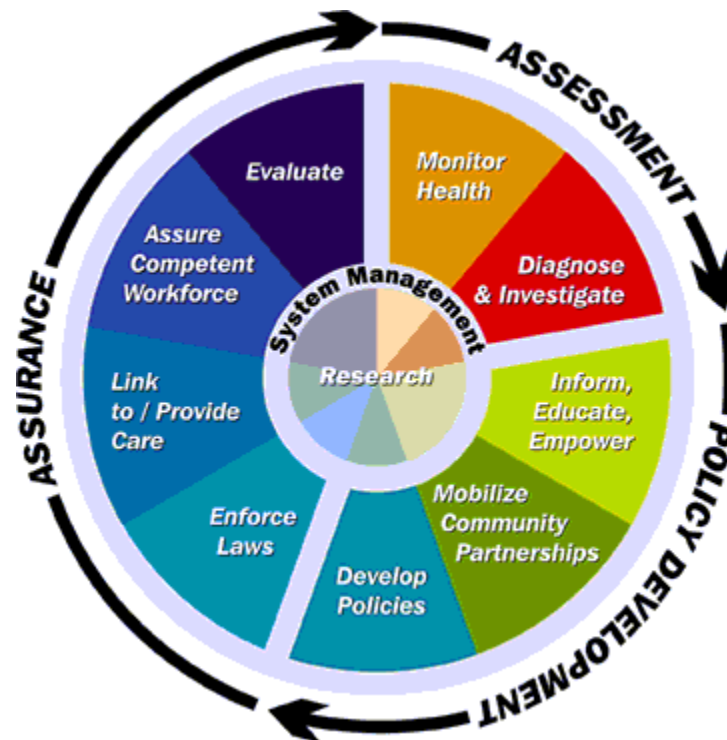 ASSESSMENT
Monitor
Health
Diagnose
& Investigate
POLICY DEVELOPMENT
Inform,
Educate,
Empower
Mobilize
Community
Partnerships
Develop
Policies
ASSURANCE
Enforce
Laws
Link
to / Provide
Care
Assure
Competent
Workforce
Evaluate
System Management
Research